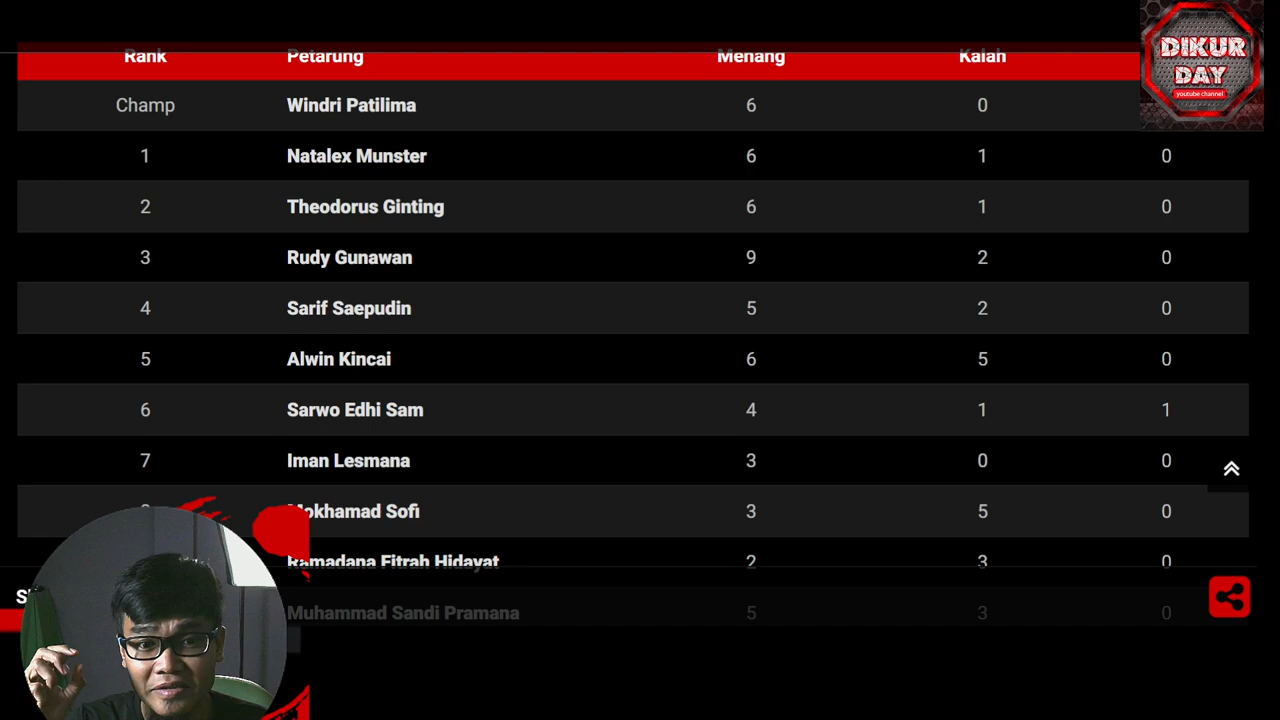 DIKUR
DAY
youtube channel
Rank Petarung Menang Kalah
Champ Windri Patilima 6 0
1 Natalex Munster 6 1 0
2 Theodorus Ginting 6 1 0
3 Rudy Gunawan 9 2 0
4 Sarif Saepudin 5 2 0
5 Alwin Kincai 6 5 0
6 Sarwo Edhi Sam 4 1 1
7 Iman Lesmana 3 0 0
Mokhamad Sofi 3 5 0
Ramadana Fitrah Hidayat 2 3 0
Muhammad Sandi Pramana 5 3 0